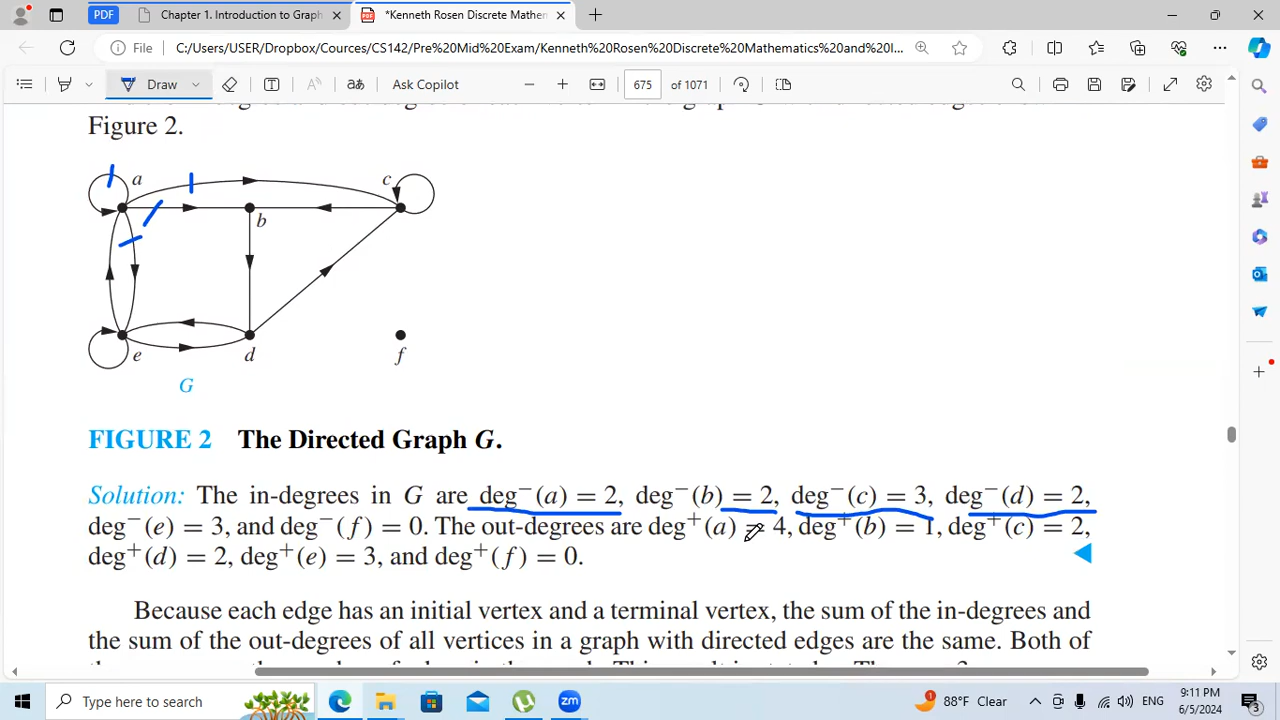 PDF
Chapter 1. Introduction to Graph
*Kenneth Rosen Discrete Mathen
File
C:/Users/USER/Dropbox/Cources/CS142/Pre%20Mid%20Exam/Kenneth%20Rosen%20Discrete%20Mathematics%20and%20I...
Draw
Ask Copilot
675 of 1071
Figure 2.
a
c
b
e
d
f
G
FIGURE 2 The Directed Graph G.
Solution: The in-degrees in G are deg⁻(a) = 2, deg⁻(b) = 2, deg⁻(c) = 3, deg⁻(d) = 2,
deg⁻(e) = 3, and deg⁻(f) = 0. The out-degrees are deg⁺(a) = 4, deg⁺(b) = 1, deg⁺(c) = 2,
deg⁺(d) = 2, deg⁺(e) = 3, and deg⁺(f) = 0.
Because each edge has an initial vertex and a terminal vertex, the sum of the in-degrees and
the sum of the out-degrees of all vertices in a graph with directed edges are the same. Both of
Type here to search
zm
1
88°F Clear
ENG
9:11 PM
6/5/2024
3